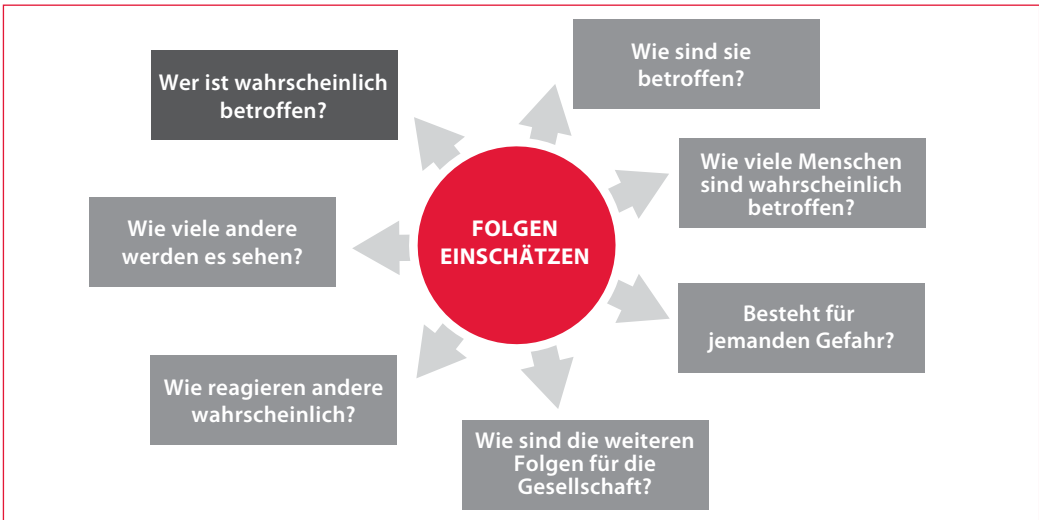 Wer ist wahrscheinlich
betroffen?
Wie sind sie
betroffen?
Wie viele Menschen
sind wahrscheinlich
betroffen?
Besteht für
jemanden Gefahr?
Wie sind die weiteren
Folgen für die
Gesellschaft?
Wie reagieren andere
wahrscheinlich?
Wie viele andere
werden es sehen?
FOLGEN
EINSCHÄTZEN